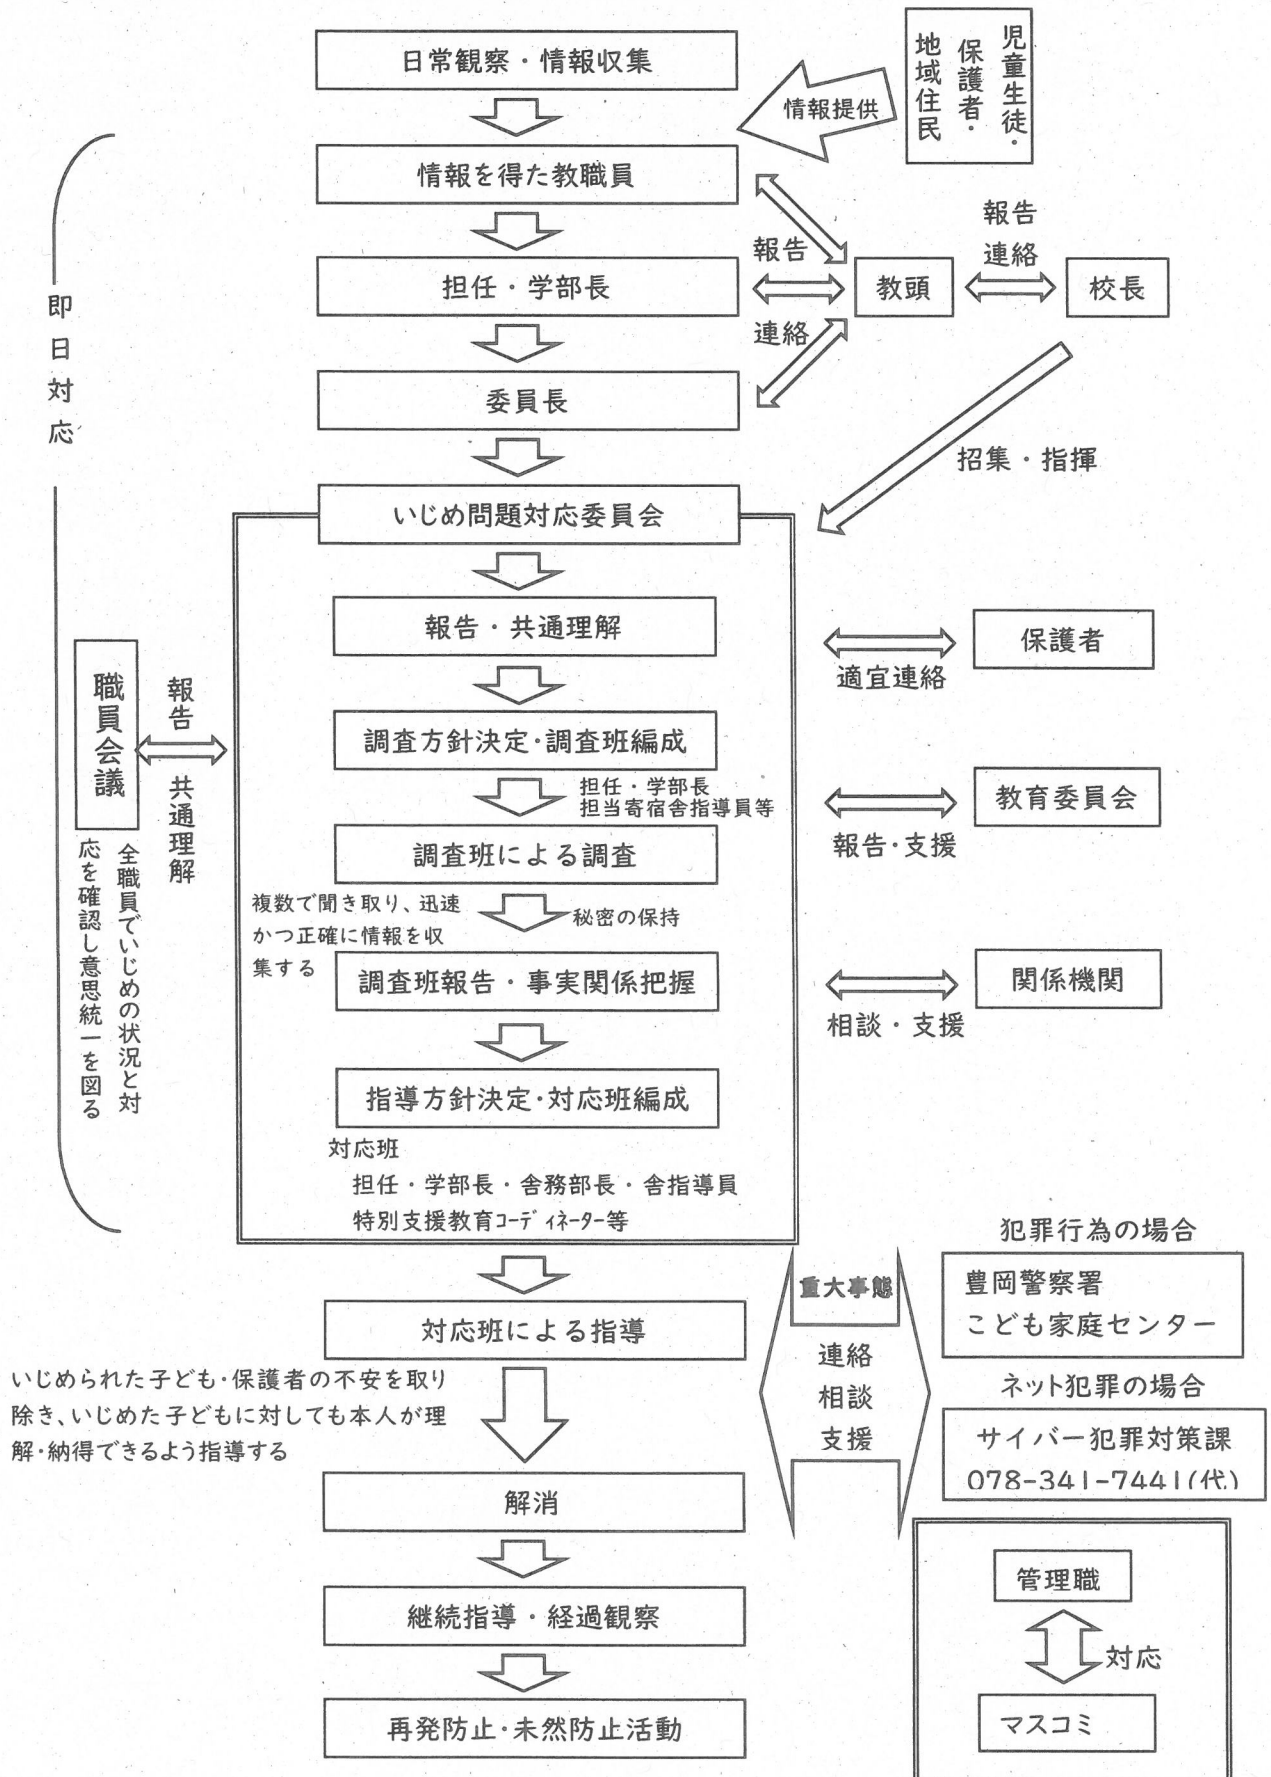 日常観察・情報収集
児童生徒・
保護者・
地域住民
情報提供
情報を得た教職員
報告
連絡
担任・学部長
報告
連絡
教頭
校長
委員長
招集・指揮
即日対応
いじめ問題対応委員会
報告・共通理解
保護者
適宜連絡
調査方針決定・調査班編成
担任・学部長
担当寄宿舎指導員等
職員会議
報告
共通理解
全職員でいじめの状況と対
応を確認し意思統一を図る
教育委員会
報告・支援
調査班による調査
複数で聞き取り、迅速
かつ正確に情報を収
集する
秘密の保持
調査班報告・事実関係把握
関係機関
相談・支援
指導方針決定・対応班編成
対応班
担任・学部長・舎務部長・舎指導員
特別支援教育コーディネーター等
対応班による指導
重大事態
連絡
相談
支援
犯罪行為の場合
豊岡警察署
こども家庭センター
ネット犯罪の場合
サイバー犯罪対策課
078-341-7441(代)
いじめられた子ども・保護者の不安を取り
除き、いじめた子どもに対しても本人が理
解・納得できるよう指導する
解消
継続指導・経過観察
再発防止・未然防止活動
管理職
対応
マスコミ